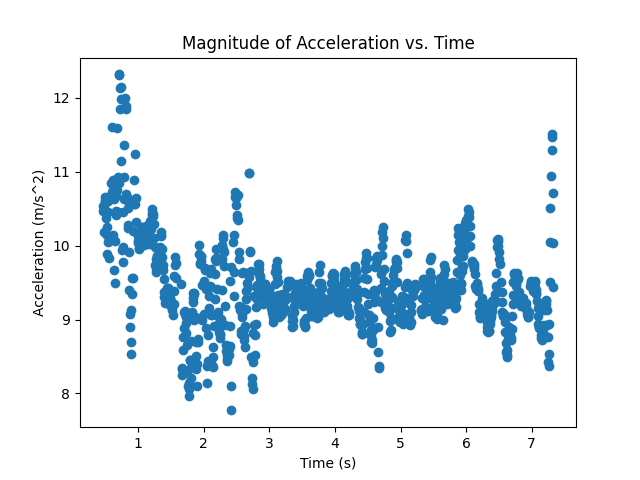 Magnitude of Acceleration vs. Time
Acceleration (m/s^2)
12
11
10
9
8
1 2 3 4 5 6 7
Time (s)